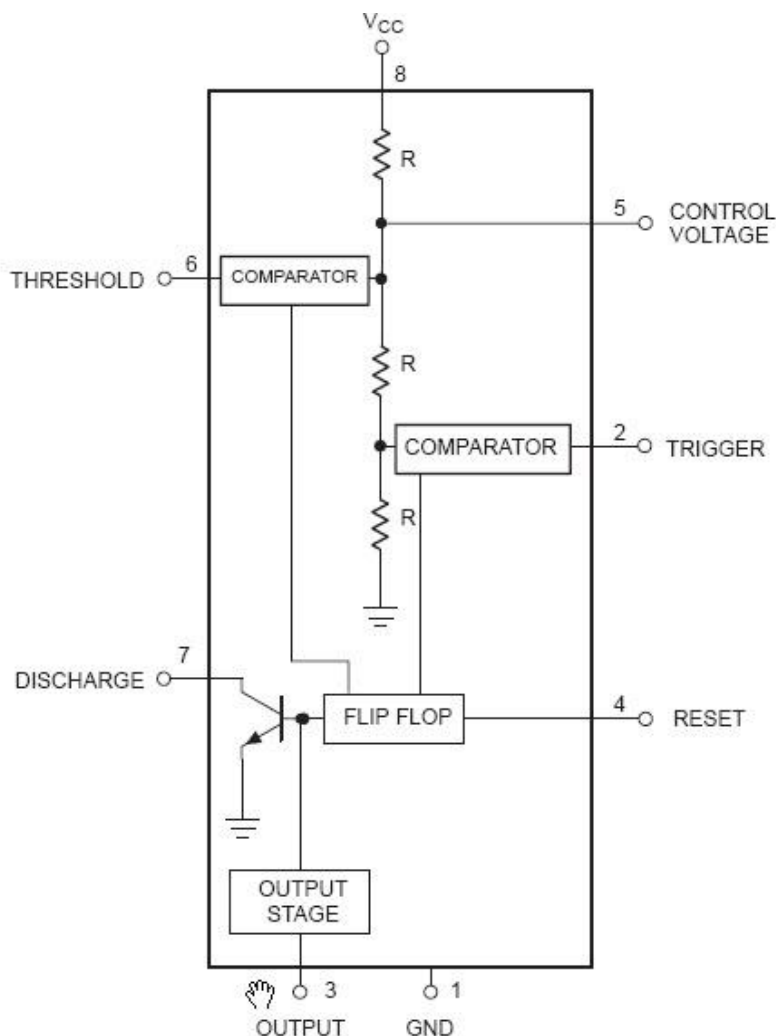 VCC
8
R
5
CONTROL
VOLTAGE
6
THRESHOLD
COMPARATOR
R
COMPARATOR
2
TRIGGER
R
7
DISCHARGE
FLIP FLOP
4
RESET
OUTPUT
STAGE
3
1
OUTPUT
GND